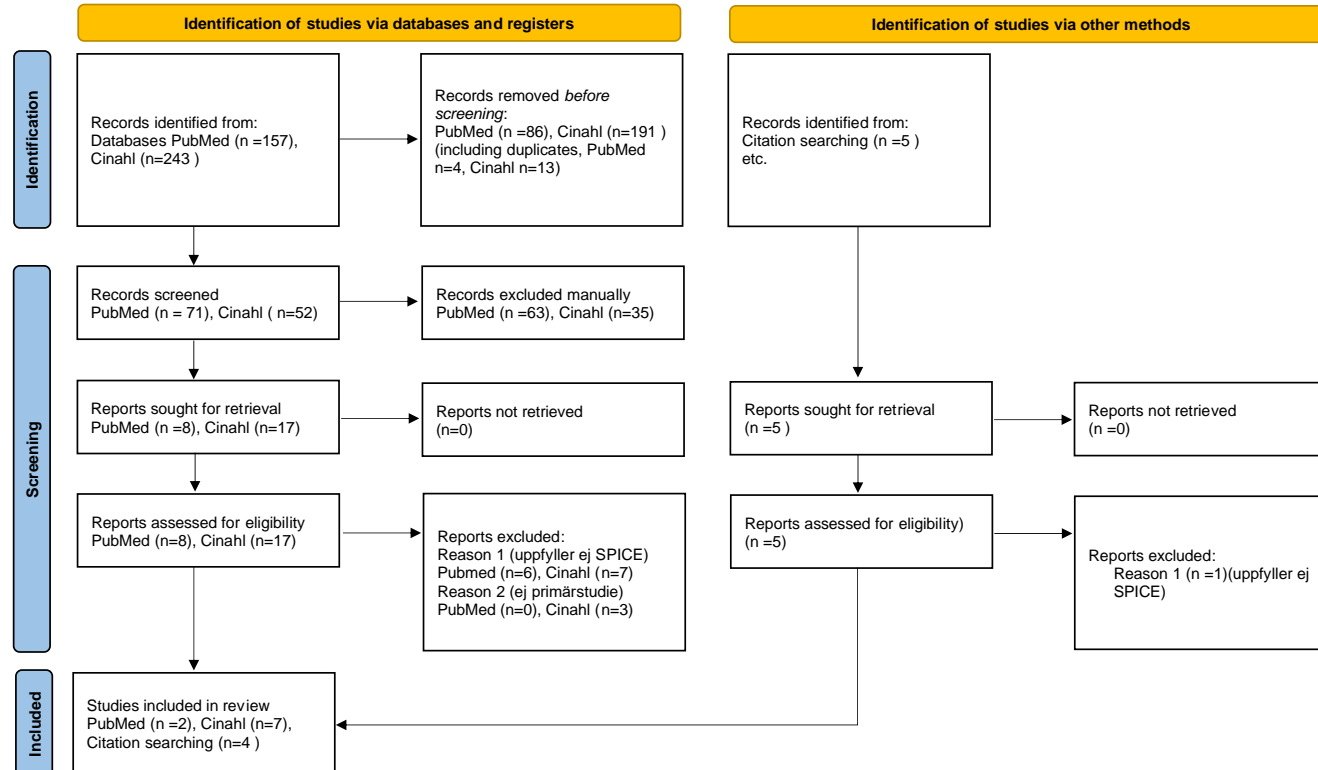 Identification of studies via databases and registers
Identification of studies via other methods
Identification
Records identified from:
Databases PubMed (n =157),
Cinahl (n=243 )
Records removed before
screening:
PubMed (n =86), Cinahl (n=191 )
(including duplicates, PubMed
n=4, Cinahl n=13)
Records identified from:
Citation searching (n =5 )
etc.
Screening
Records screened
PubMed (n = 71), Cinahl ( n=52)
Records excluded manually
PubMed (n =63), Cinahl (n=35)
Reports sought for retrieval
PubMed (n =8), Cinahl (n=17)
Reports not retrieved
(n=0)
Reports sought for retrieval
(n =5 )
Reports not retrieved
(n =0)
Reports assessed for eligibility
PubMed (n=8), Cinahl (n=17)
Reports excluded:
Reason 1 (uppfyller ej SPICE)
Pubmed (n=6), Cinahl (n=7)
Reason 2 (ej primärstudie)
PubMed (n=0), Cinahl (n=3)
Reports assessed for eligibility)
(n =5)
Reports excluded:
Reason 1 (n =1)(uppfyller ej
SPICE)
Included
Studies included in review
PubMed (n =2), Cinahl (n=7),
Citation searching (n=4 )